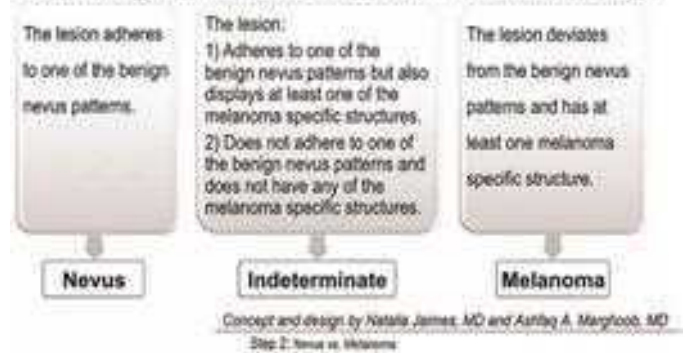 The lesion adheres
to one of the benign
nevus patterns.
The lesion:
1) Adheres to one of the
benign nevus patterns but also
displays at least one of the
melanoma specific structures.
2) Does not adhere to one of
the benign nevus patterns and
does not have any of the
melanoma specific structures.
The lesion deviates
from the benign nevus
patterns and has at
least one melanoma
specific structure.
Nevus
Indeterminate
Melanoma
Concept and design by Natalia Jaimes, MD and Ashfaq A. Marghoob, MD
Step 2: Nevus vs. Melanoma